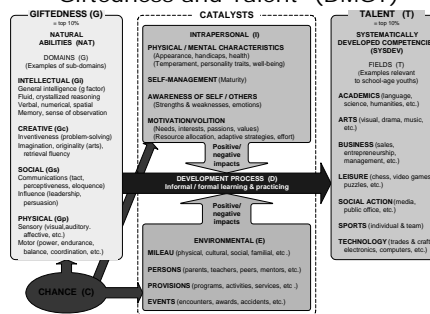 Giftedness and Talent (DMGT)
GIFTEDNESS (G)
= top 10%
NATURAL
ABILITIES (NAT)
DOMAINS (G)
(Examples of sub-domains)
INTELLECTUAL (Gi)
General intelligence (g factor)
Fluid, crystallized reasoning
Verbal, numerical, spatial
Memory, sense of observation
CREATIVE (Gc)
Inventiveness (problem-solving)
Imagination, originality (arts),
retrieval fluency
SOCIAL (Gs)
Communications (tact,
perceptiveness, eloquence)
Influence (leadership,
persuasion)
PHYSICAL (Gp)
Sensory (visual,auditory.
affective, etc.)
Motor (power, endurance,
balance, coordination, etc.)
CHANCE (C)
CATALYSTS
INTRAPERSONAL (I)
PHYSICAL / MENTAL CHARACTERISTICS
(Appearance, handicaps, health)
(Temperament, personality traits, well-being)
SELF-MANAGEMENT (Maturity)
AWARENESS OF SELF / OTHERS
(Strengths & weaknesses, emotions)
MOTIVATION/VOLITION
(Needs, interests, passions, values)
(Resource allocation, adaptive strategies, effort)
Positive/
negative
impacts
DEVELOPMENT PROCESS (D)
Informal / formal learning & practicing
Positive/
negative
impacts
ENVIRONMENTAL (E)
MILEAU (physical, cultural, social, familial, etc .)
PERSONS (parents, teachers, peers, mentors, etc.)
PROVISIONS (programs, activities, services, etc .)
EVENTS (encounters, awards, accidents, etc.)
TALENT (T)
= top 10%
SYSTEMATICALLY
DEVELOPED COMPETENCIE
(SYSDEV)
FIELDS (T)
(Examples relevant
to school-age youths)
ACADEMICS (language,
science, humanities, etc.)
ARTS (visual, drama, music,
etc.)
BUSINESS (sales,
entrepreneurship,
management, etc.)
LEISURE (chess, video games,
puzzles, etc.)
SOCIAL ACTION (media,
public office, etc.)
SPORTS (individual & team)
TECHNOLOGY (trades & craft
electronics, computers, etc.)